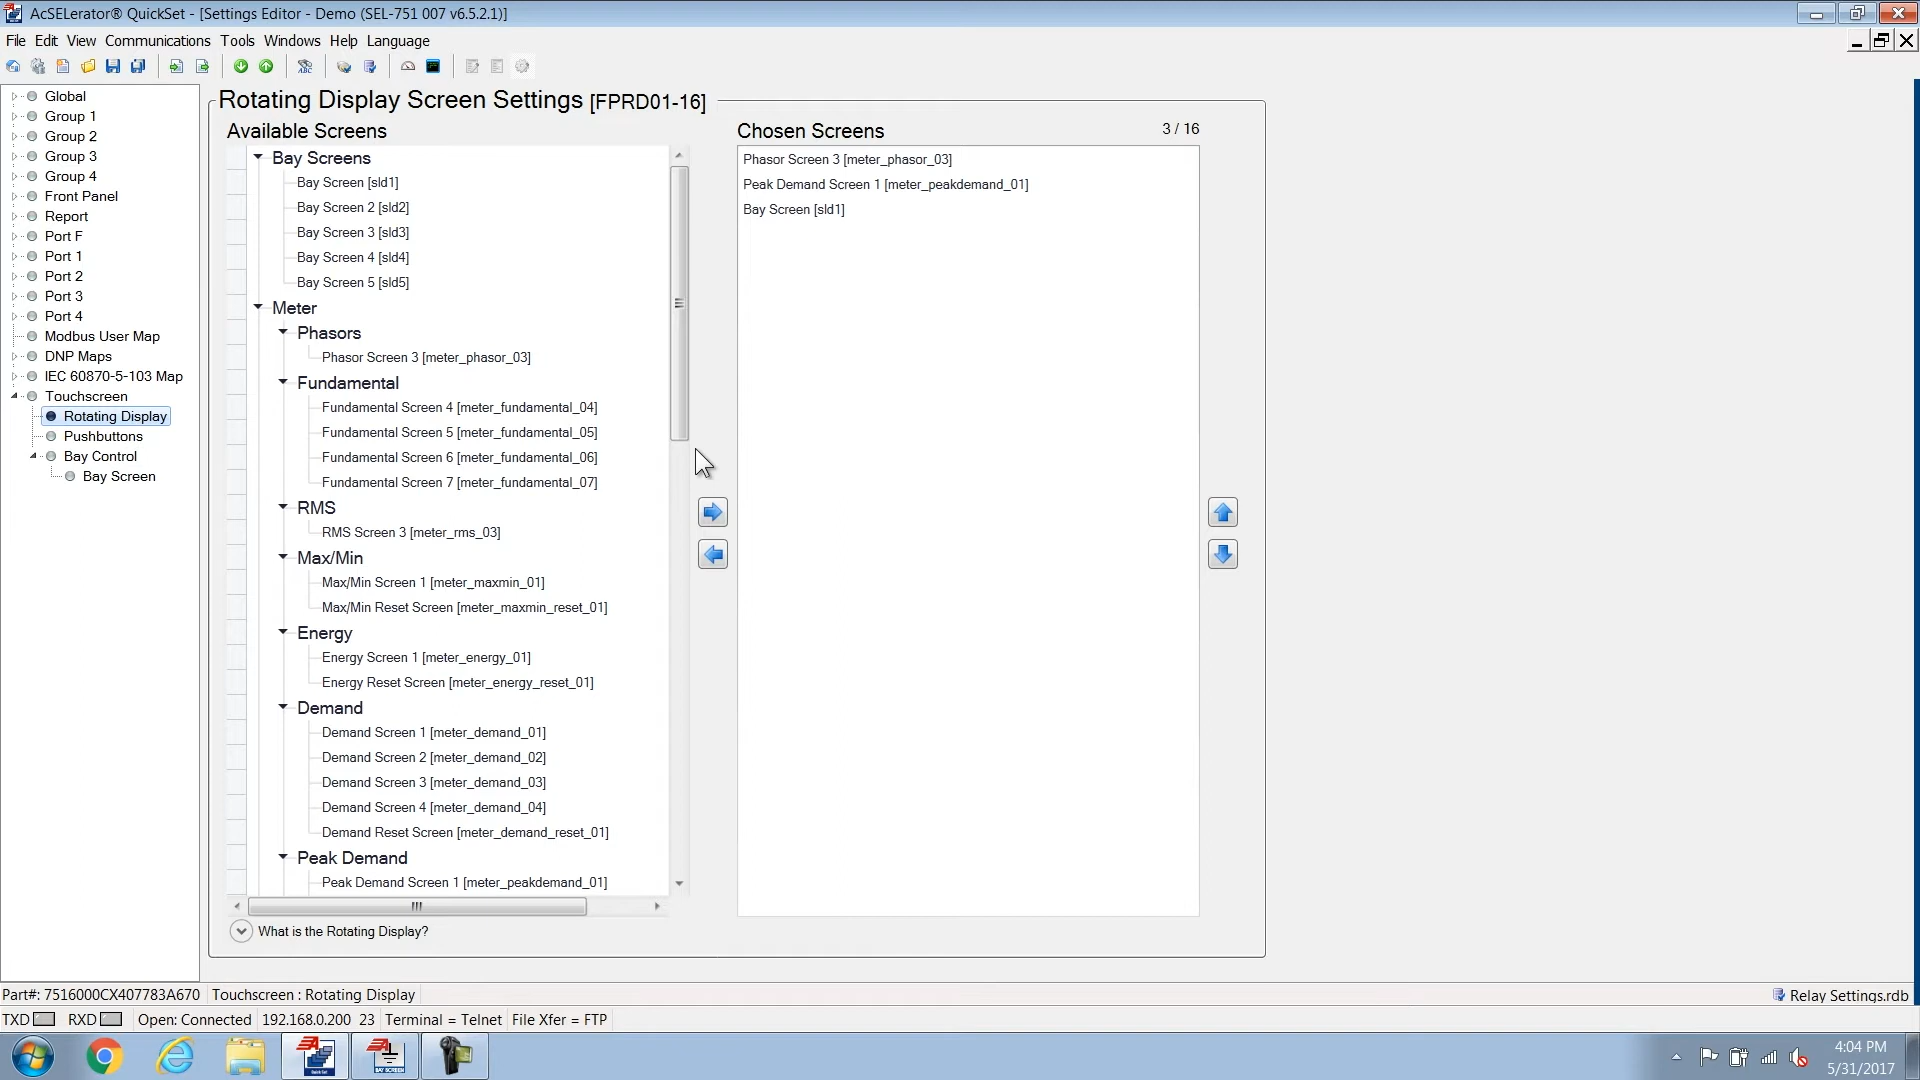 AcSELerator® QuickSet - [Settings Editor - Demo (SEL-751 007 v6.5.2.1)]
File Edit View Communications Tools Windows Help Language
Global
Group 1
Group 2
Group 3
Group 4
Front Panel
Report
Port F
Port 1
Port 2
Port 3
Port 4
Modbus User Map
DNP Maps
IEC 60870-5-103 Map
Touchscreen
Rotating Display
Pushbuttons
Bay Control
Bay Screen
Rotating Display Screen Settings [FPRD01-16]
Available Screens
Bay Screens
Bay Screen [sld1]
Bay Screen 2 [sld2]
Bay Screen 3 [sld3]
Bay Screen 4 [sld4]
Bay Screen 5 [sld5]
Meter
Phasors
Phasor Screen 3 [meter_phasor_03]
Fundamental
Fundamental Screen 4 [meter_fundamental_04]
Fundamental Screen 5 [meter_fundamental_05]
Fundamental Screen 6 [meter_fundamental_06]
Fundamental Screen 7 [meter_fundamental_07]
RMS
RMS Screen 3 [meter_rms_03]
Max/Min
Max/Min Screen 1 [meter_maxmin_01]
Max/Min Reset Screen [meter_maxmin_reset_01]
Energy
Energy Screen 1 [meter_energy_01]
Energy Reset Screen [meter_energy_reset_01]
Demand
Demand Screen 1 [meter_demand_01]
Demand Screen 2 [meter_demand_02]
Demand Screen 3 [meter_demand_03]
Demand Screen 4 [meter_demand_04]
Demand Reset Screen [meter_demand_reset_01]
Peak Demand
Peak Demand Screen 1 [meter_peakdemand_01]
What is the Rotating Display?
Chosen Screens 3 / 16
Phasor Screen 3 [meter_phasor_03]
Peak Demand Screen 1 [meter_peakdemand_01]
Bay Screen [sld1]
Part#: 7516000CX407783A670 Touchscreen : Rotating Display Relay Settings.rdb
TXD RXD Open: Connected 192.168.0.200 23 Terminal = Telnet File Xfer = FTP
Quick Set
BAY SCREEN
4:04 PM
5/31/2017